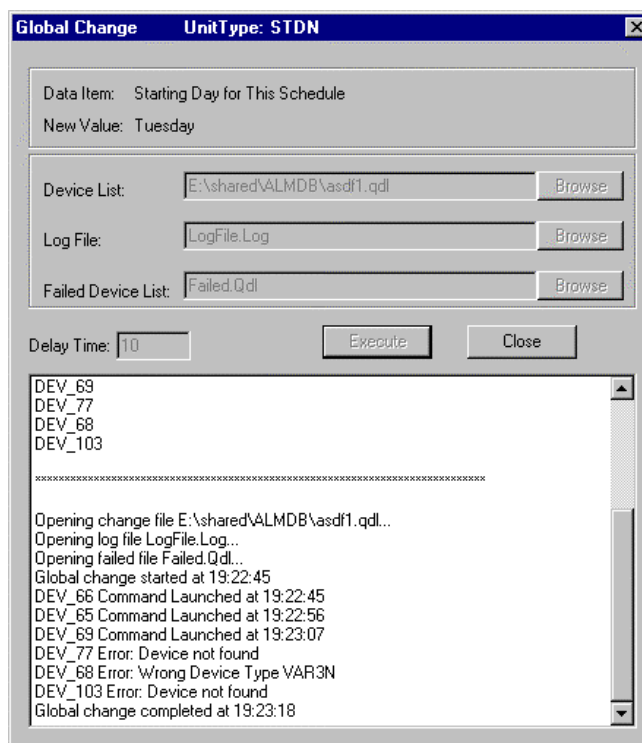 Global Change UnitType: STDN
Data Item: Starting Day for This Schedule
New Value: Tuesday
Device List: E:\shared\ALMDB\asdf1.qdl Browse
Log File: LogFile.Log Browse
Failed Device List: Failed.Qdl Browse
Delay Time: 10 Execute Close
DEV_69
DEV_77
DEV_68
DEV_103
Opening change file E:\shared\ALMDB\asdf1.qdl...
Opening log file LogFile.Log...
Opening failed file Failed.Qdl...
Global change started at 19:22:45
DEV_66 Command Launched at 19:22:45
DEV_65 Command Launched at 19:22:56
DEV_69 Command Launched at 19:23:07
DEV_77 Error: Device not found
DEV_68 Error: Wrong Device Type VAR3N
DEV_103 Error: Device not found
Global change completed at 19:23:18